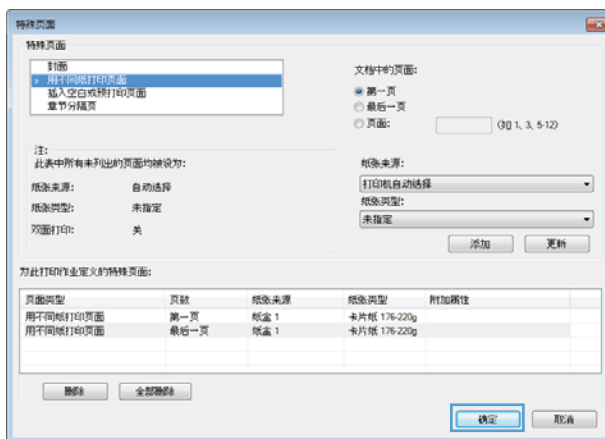 特殊页面
特殊页面
封面
用不同纸打印页面
插入空白或预打印页面
章节分隔页
文档中的页面:
第一页
最后一页
页面: (如 1, 3, 5-12)
注:
此表中所有未列出的页面均被设为:
纸张来源: 自动选择
纸张类型: 未指定
双面打印: 关
纸张来源:
打印机自动选择
纸张类型:
未指定
添加 更新
为此打印作业定义的特殊页面:
页面类型 页数 纸张来源 纸张类型 附加属性
用不同纸打印页面 第一页 纸盒 1 卡片纸 176-220g
用不同纸打印页面 最后一页 纸盒 1 卡片纸 176-220g
删除 全部删除
确定 取消